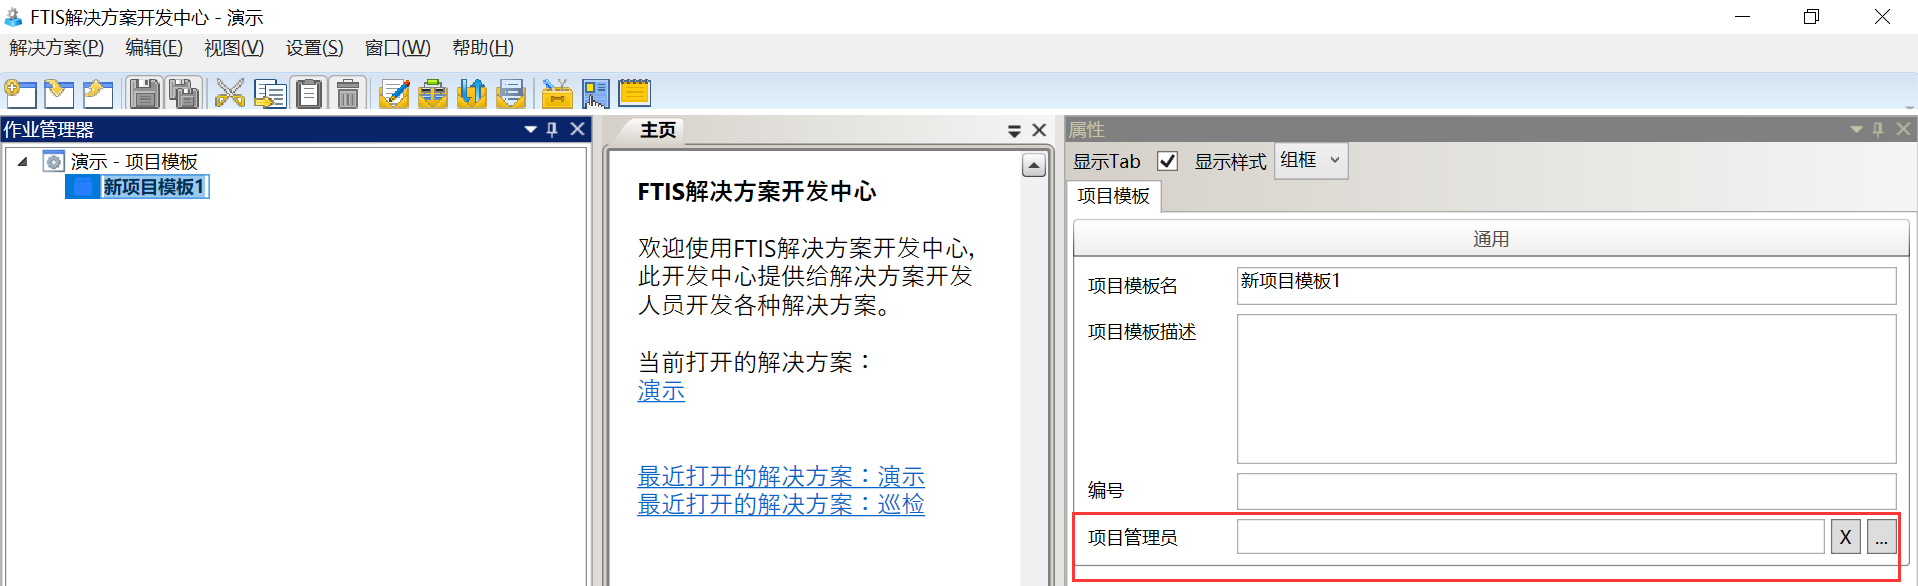 FTIS解决方案开发中心 - 演示
解决方案(P) 编辑(E) 视图(V) 设置(S) 窗口(W) 帮助(H)
作业管理器
演示 - 项目模板
新项目模板1
主页
FTIS解决方案开发中心
欢迎使用FTIS解决方案开发中心,
此开发中心提供给解决方案开发
人员开发各种解决方案。
当前打开的解决方案：
演示
最近打开的解决方案：演示
最近打开的解决方案：巡检
属性
显示Tab 显示样式 组框
项目模板
通用
项目模板名 新项目模板1
项目模板描述
编号
项目管理员 X ...